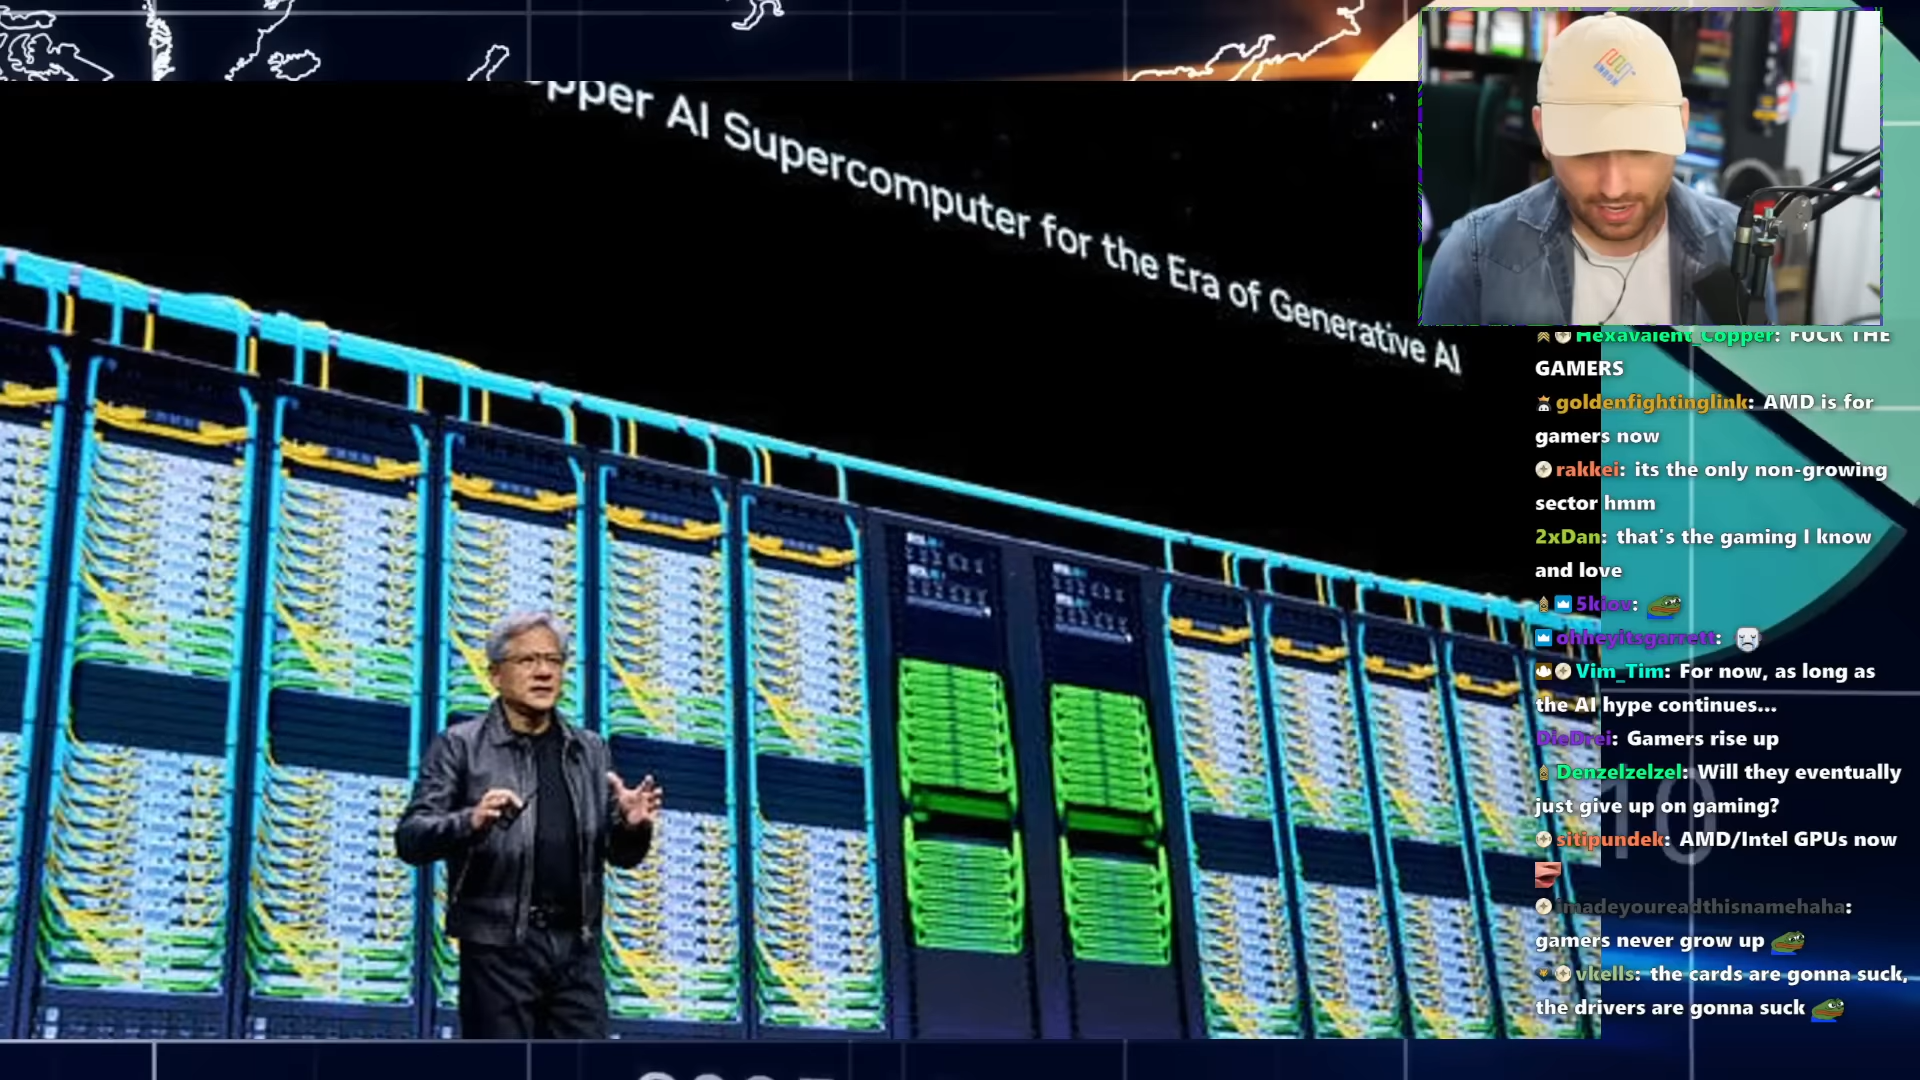 pper AI Supercomputer for the Era of Generative AI
Hexavalent_Copper: FUCK THE
GAMERS
goldenfightinglink: AMD is for
gamers now
rakkei: its the only non-growing
sector hmm
2xDan: that's the gaming I know
and love
5kiov:
ohheyitsgarrett:
Vim_Tim: For now, as long as
the AI hype continues...
DieDrei: Gamers rise up
Denzelzelzel: Will they eventually
just give up on gaming?
sitipundek: AMD/Intel GPUs now
imadeyoureadthisnamehaha:
gamers never grow up
vkells: the cards are gonna suck,
the drivers are gonna suck